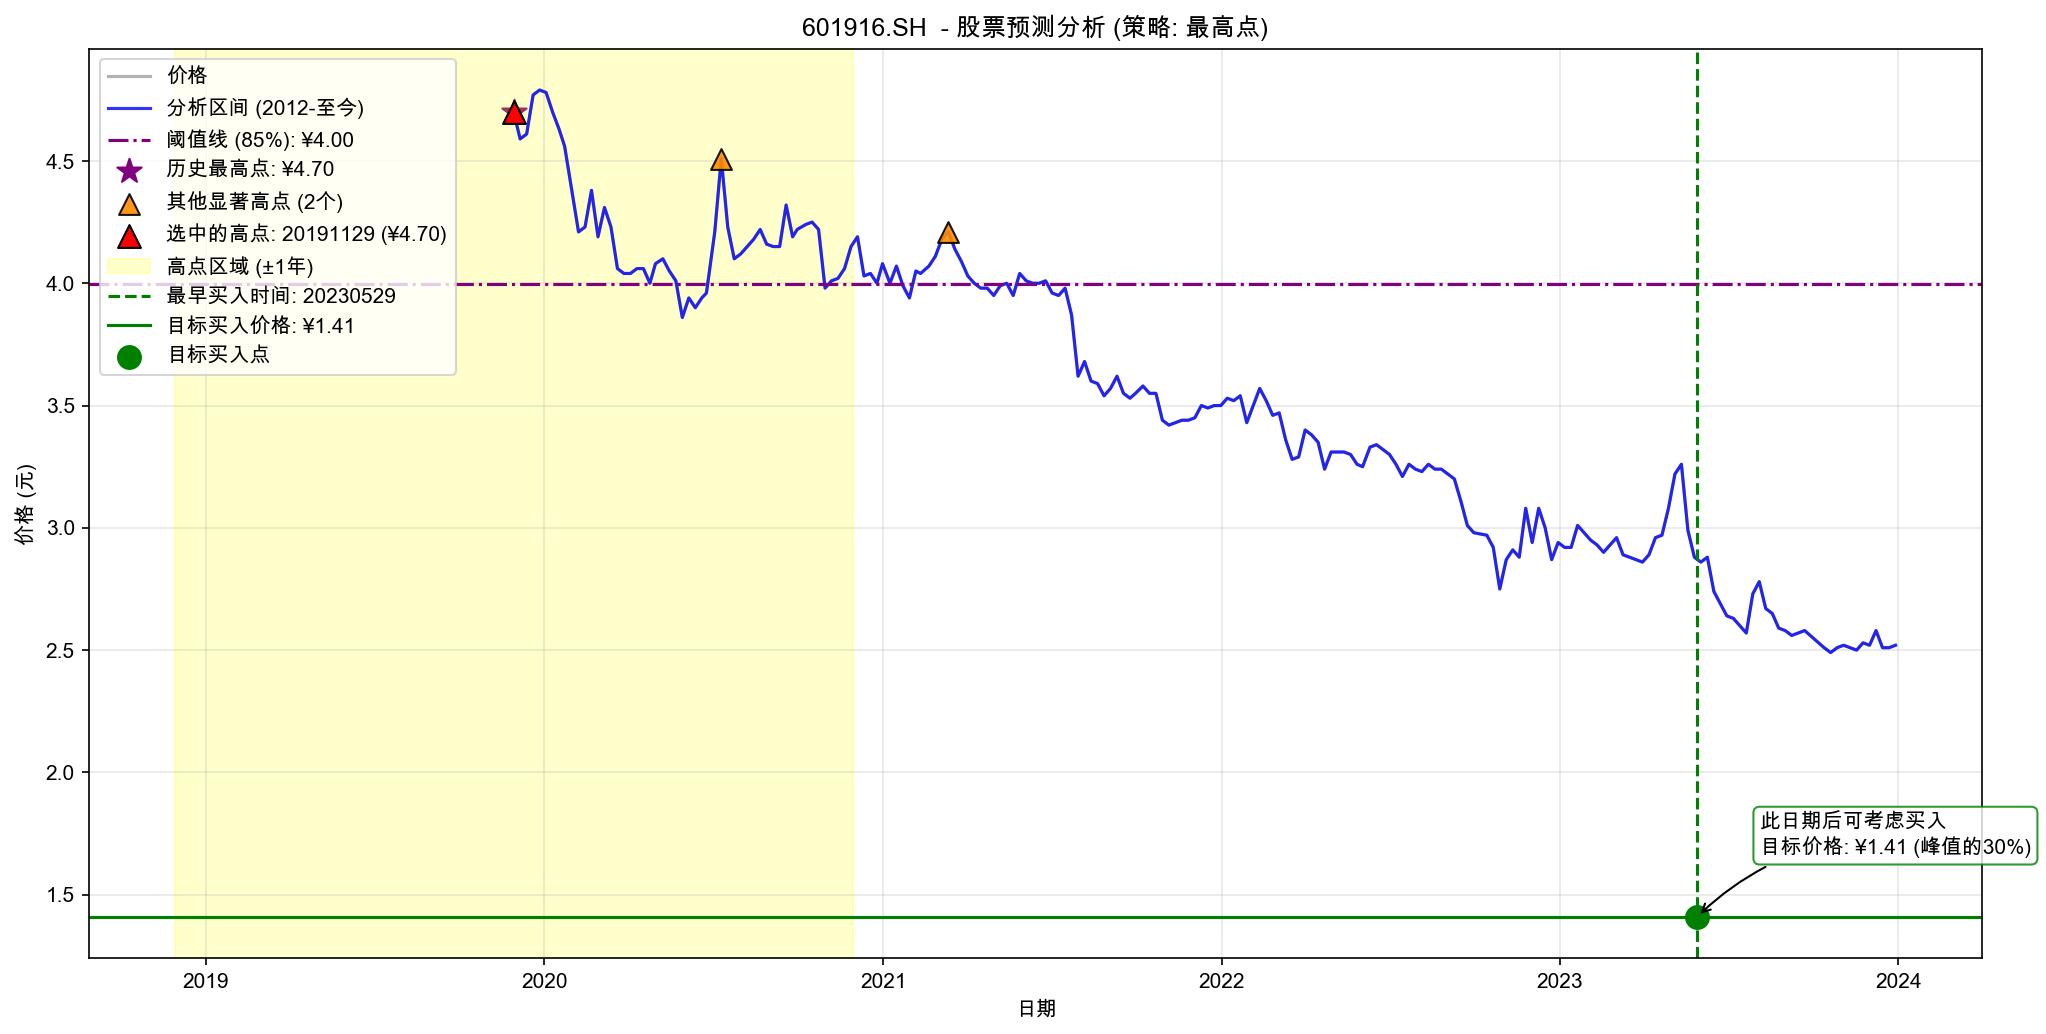 601916.SH - 股票预测分析 (策略: 最高点)
价格
分析区间 (2012-至今)
阈值线 (85%): ¥4.00
历史最高点: ¥4.70
其他显著高点 (2个)
选中的高点: 20191129 (¥4.70)
高点区域 (±1年)
最早买入时间: 20230529
目标买入价格: ¥1.41
目标买入点
4.5
4.0
3.5
3.0
2.5
2.0
1.5
价格 (元)
此日期后可考虑买入
目标价格: ¥1.41 (峰值的30%)
2019
2020
2021
2022
2023
2024
日期